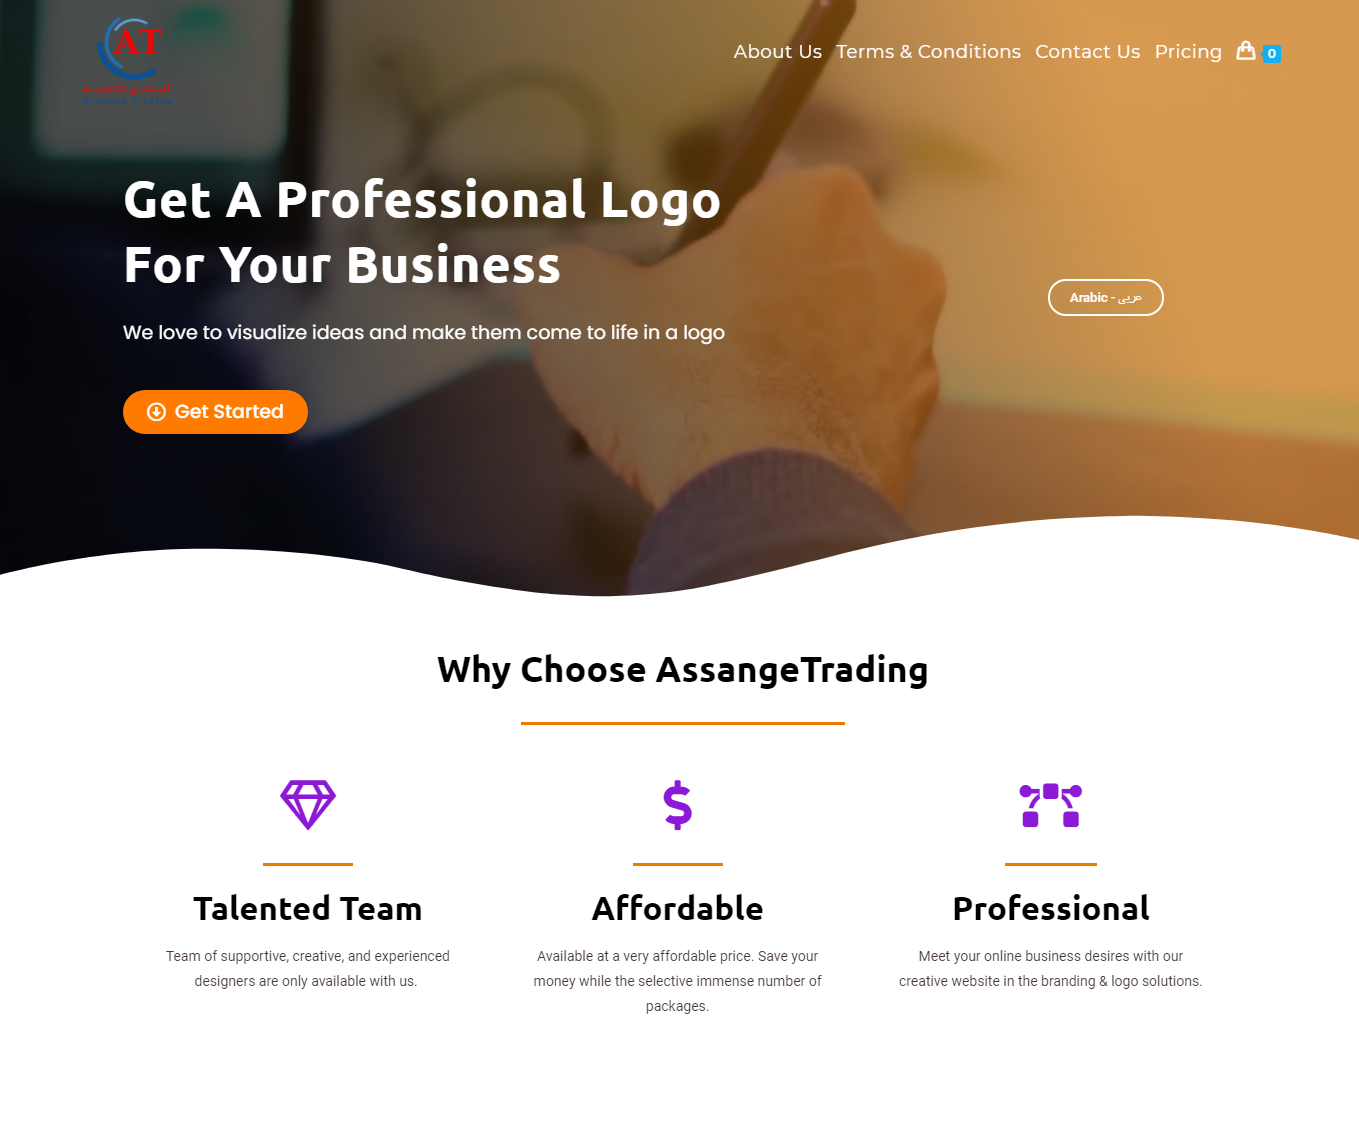 AT
Assange Trading
About Us Terms & Conditions Contact Us Pricing 0
Get A Professional Logo
For Your Business
Arabic - عربى
We love to visualize ideas and make them come to life in a logo
Get Started
Why Choose AssangeTrading
Talented Team
Team of supportive, creative, and experienced
designers are only available with us.
Affordable
Available at a very affordable price. Save your
money while the selective immense number of
packages.
Professional
Meet your online business desires with our
creative website in the branding & logo solutions.